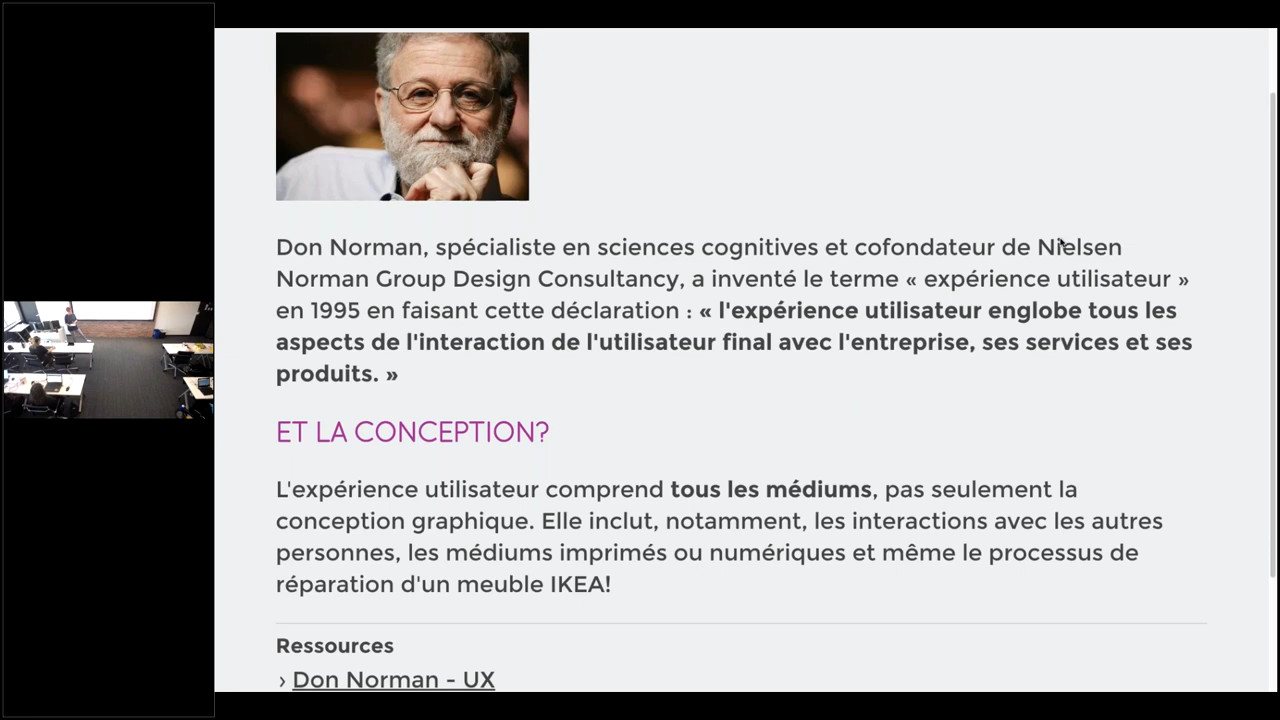 Don Norman, spécialiste en sciences cognitives et cofondateur de Nielsen
Norman Group Design Consultancy, a inventé le terme « expérience utilisateur »
en 1995 en faisant cette déclaration : « l'expérience utilisateur englobe tous les
aspects de l'interaction de l'utilisateur final avec l'entreprise, ses services et ses
produits. »
ET LA CONCEPTION?
L'expérience utilisateur comprend tous les médiums, pas seulement la
conception graphique. Elle inclut, notamment, les interactions avec les autres
personnes, les médiums imprimés ou numériques et même le processus de
réparation d'un meuble IKEA!
Ressources
› Don Norman - UX